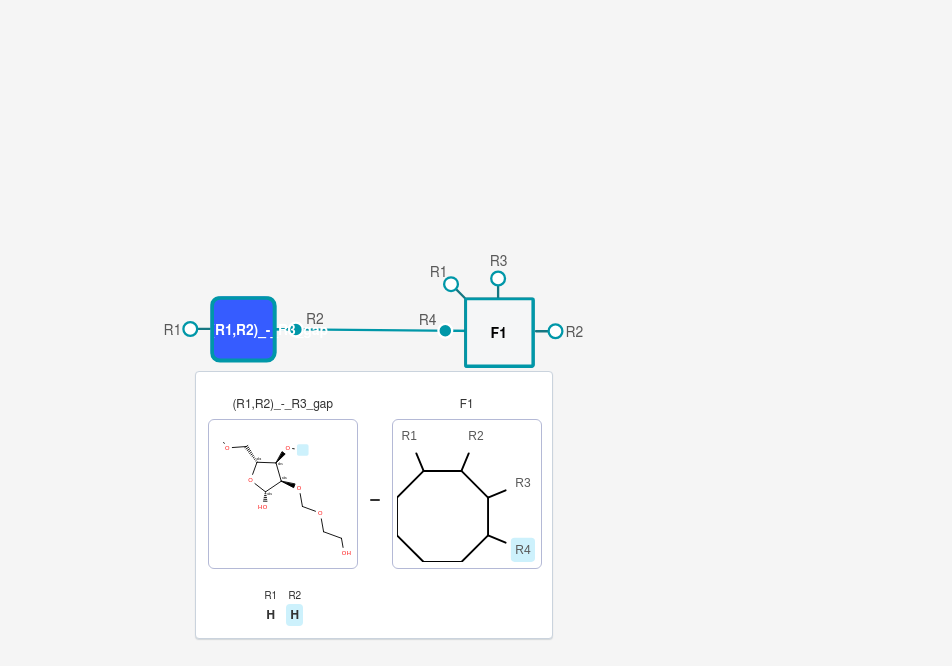 R3
R1
R2
R4
R1
R1,R2)_-_R3_gap
F1
R2
(R1,R2)_-_R3_gap
F1
R1
R2
O
O
O
HO
O
O
OH
R3
R4
R1
R2
H
H